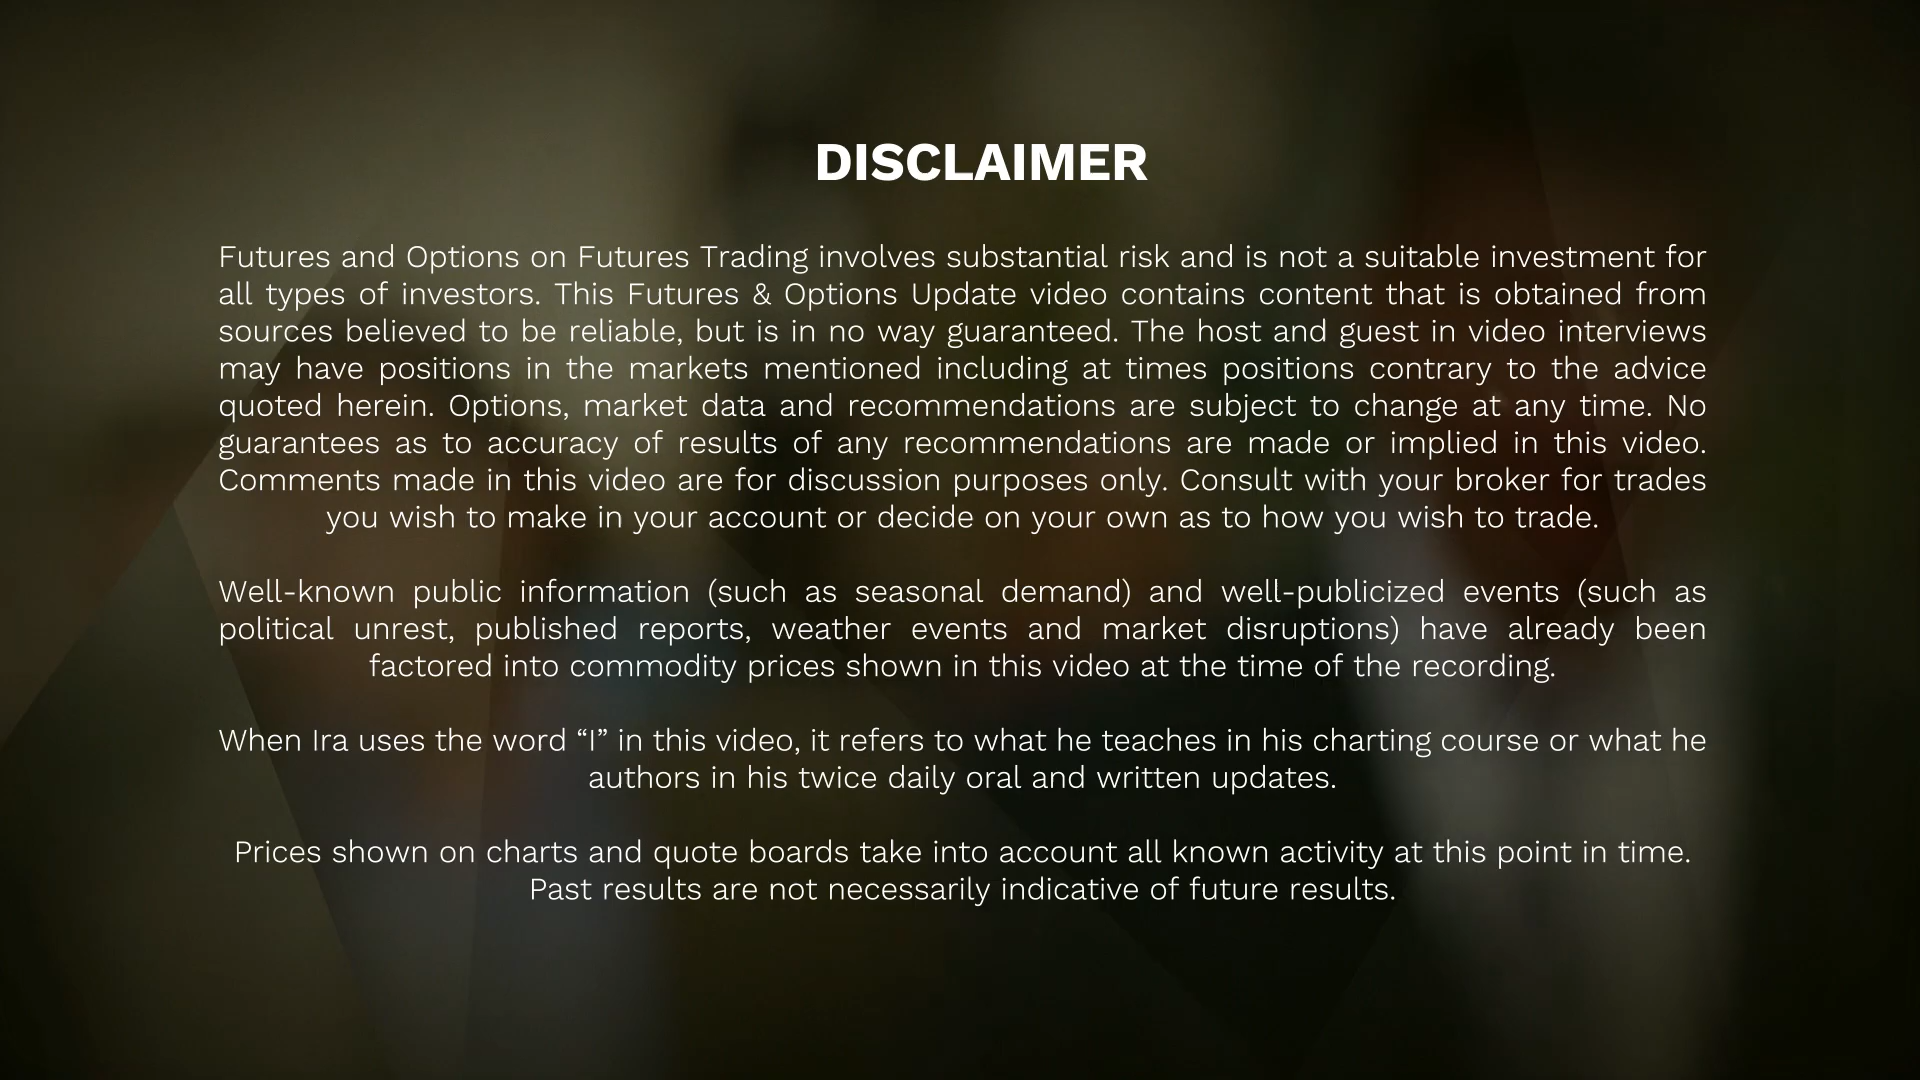 DISCLAIMER
Futures and Options on Futures Trading involves substantial risk and is not a suitable investment for
all types of investors. This Futures & Options Update video contains content that is obtained from
sources believed to be reliable, but is in no way guaranteed. The host and guest in video interviews
may have positions in the markets mentioned including at times positions contrary to the advice
quoted herein. Options, market data and recommendations are subject to change at any time. No
guarantees as to accuracy of results of any recommendations are made or implied in this video.
Comments made in this video are for discussion purposes only. Consult with your broker for trades
you wish to make in your account or decide on your own as to how you wish to trade.
Well-known public information (such as seasonal demand) and well-publicized events (such as
political unrest, published reports, weather events and market disruptions) have already been
factored into commodity prices shown in this video at the time of the recording.
When Ira uses the word “I” in this video, it refers to what he teaches in his charting course or what he
authors in his twice daily oral and written updates.
Prices shown on charts and quote boards take into account all known activity at this point in time.
Past results are not necessarily indicative of future results.